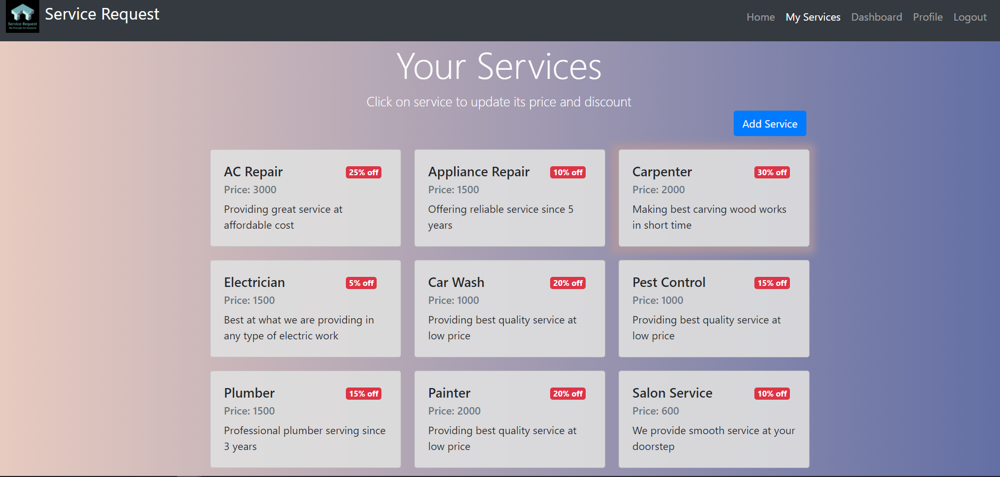 Service Request
We Provide On Demand
Service Request
Home My Services Dashboard Profile Logout
Your Services
Click on service to update its price and discount
Add Service
AC Repair 25% off
Price: 3000
Providing great service at
affordable cost
Appliance Repair 10% off
Price: 1500
Offering reliable service since 5
years
Carpenter 30% off
Price: 2000
Making best carving wood works
in short time
Electrician 5% off
Price: 1500
Best at what we are providing in
any type of electric work
Car Wash 20% off
Price: 1000
Providing best quality service at
low price
Pest Control 15% off
Price: 1000
Providing best quality service at
low price
Plumber 15% off
Price: 1500
Professional plumber serving since
3 years
Painter 20% off
Price: 2000
Providing best quality service at
low price
Salon Service 10% off
Price: 600
We provide smooth service at your
doorstep